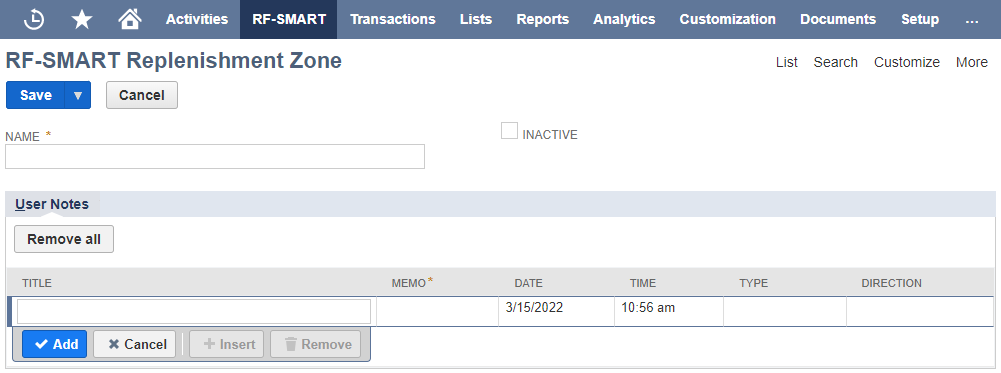 Activities RF-SMART Transactions Lists Reports Analytics Customization Documents Setup ...
RF-SMART Replenishment Zone List Search Customize More
Save Cancel
NAME * INACTIVE
User Notes
Remove all
TITLE MEMO* DATE TIME TYPE DIRECTION
3/15/2022 10:56 am
Add Cancel Insert Remove